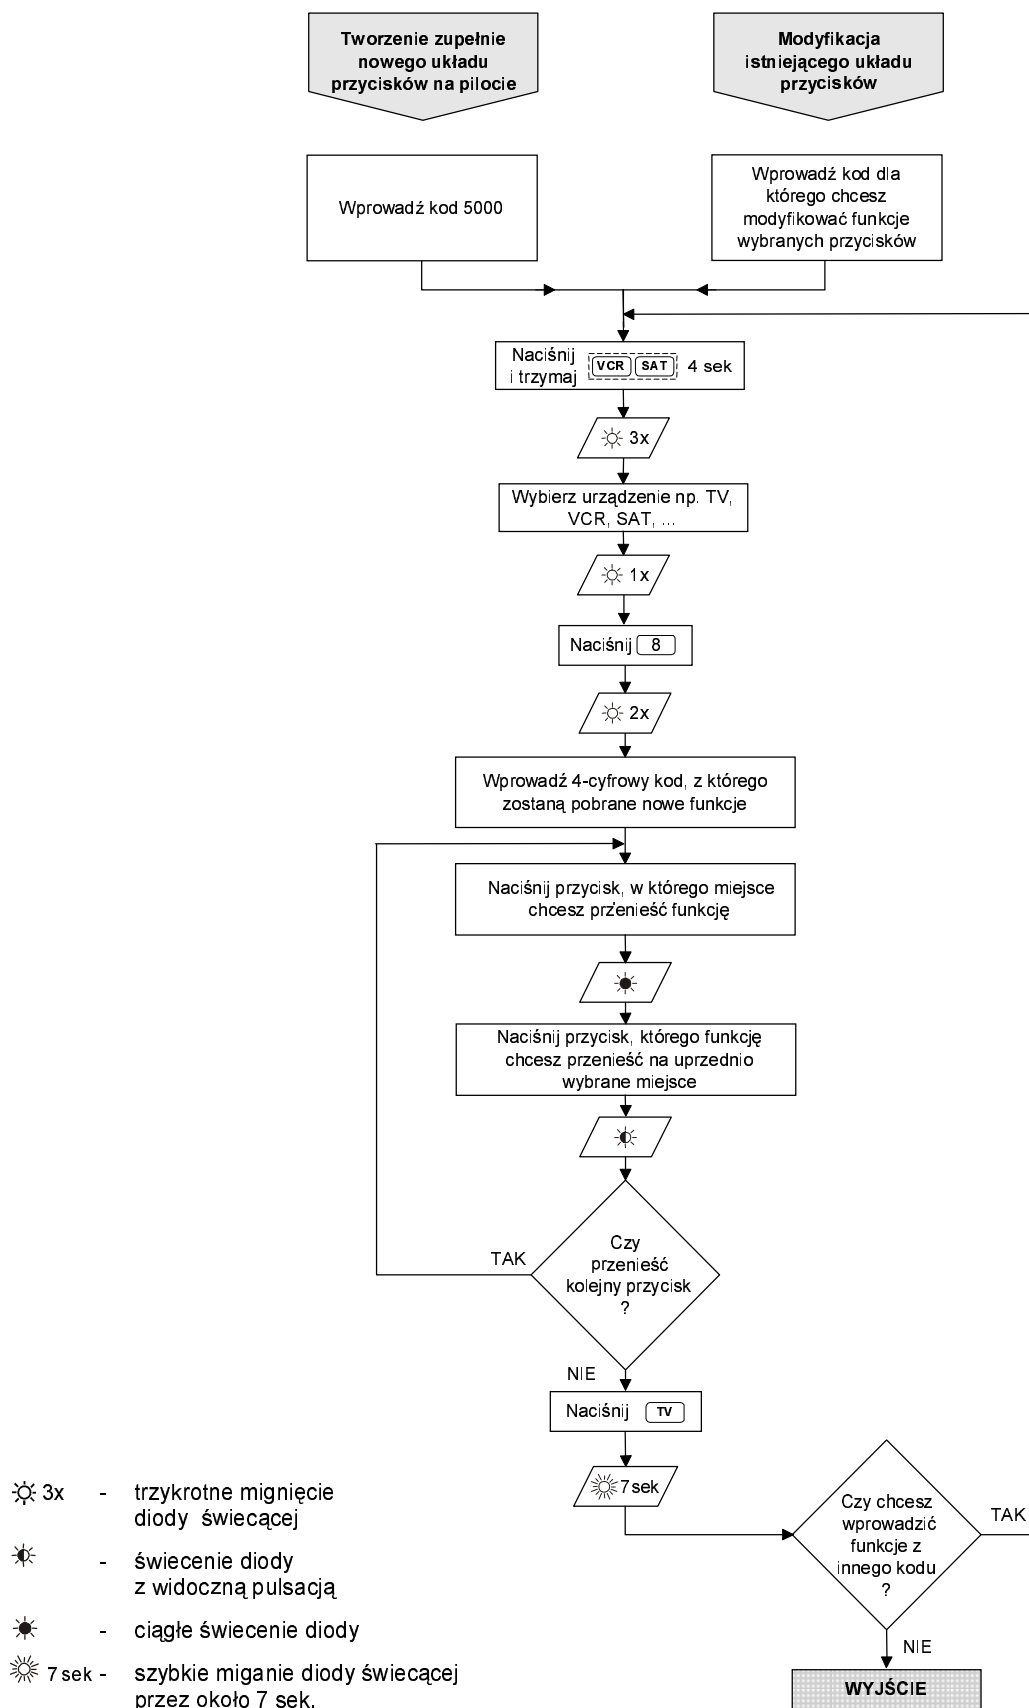 Tworzenie zupełnie
nowego układu
przycisków na pilocie
Modyfikacja
istniejącego układu
przycisków
Wprowadź kod 5000
Wprowadź kod dla
którego chcesz
modyfikować funkcje
wybranych przycisków
Naciśnij
i trzymaj
VCR SAT 4 sek
3x
Wybierz urządzenie np. TV,
VCR, SAT, ...
1x
Naciśnij 8
2x
Wprowadź 4-cyfrowy kod, z którego
zostaną pobrane nowe funkcje
Naciśnij przycisk, w którego miejsce
chcesz przenieść funkcję
Naciśnij przycisk, którego funkcję
chcesz przenieść na uprzednio
wybrane miejsce
TAK
Czy
przenieść
kolejny przycisk
?
NIE
Naciśnij TV
7 sek
Czy chcesz
wprowadzić
funkcje z
innego kodu
?
TAK
NIE
WYJŚCIE
3x - trzykrotne mignięcie
diody świecącej
- świecenie diody
z widoczną pulsacją
- ciągłe świecenie diody
7 sek - szybkie miganie diody świecącej
przez około 7 sek.